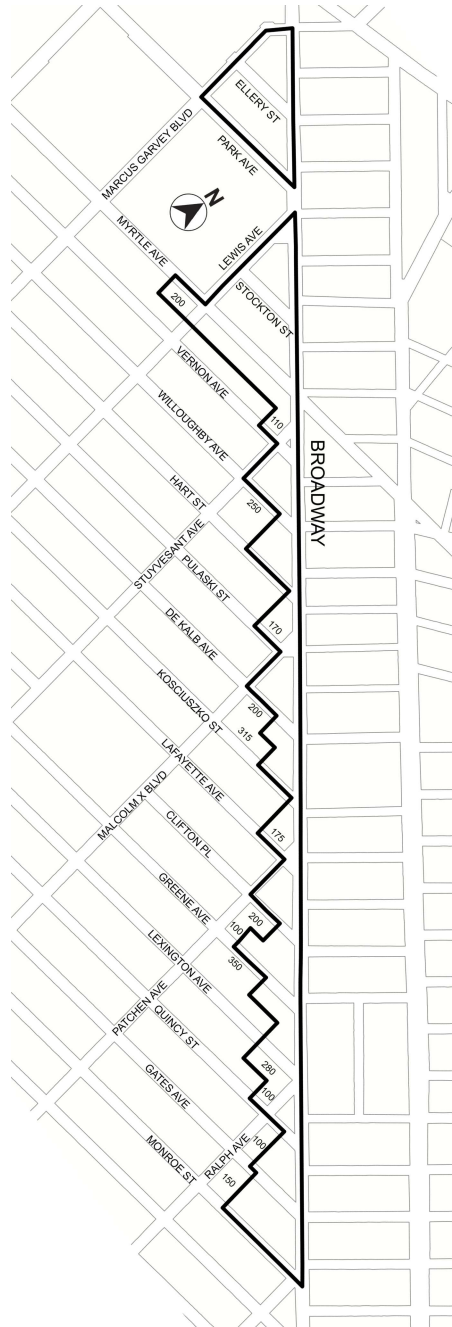 ELLERY ST
MARCUS GARVEY BLVD
PARK AVE
N
MYRTLE AVE
LEWIS AVE
200
STOCKTON ST
VERNON AVE
110
WILLOUGHBY AVE
BROADWAY
HART ST
250
STUYVESANT AVE
PULASKI ST
170
DE KALB AVE
KOSCIUSZKO ST
200
315
LAFAYETTE AVE
MALCOLM X BLVD
175
CLIFTON PL
GREENE AVE
200
100
LEXINGTON AVE
350
PATCHEN AVE
QUINCY ST
280
GATES AVE
100
100
MONROE ST
RALPH AVE
150